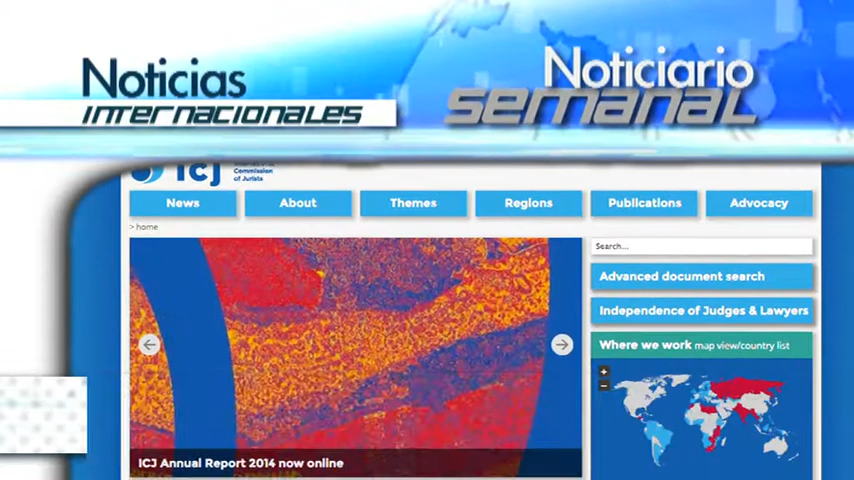 Noticias
internacionales
Noticiario
semanal
icj
Commission
of Jurists
News
About
Themes
Regions
Publications
Advocacy
> home
Search...
Advanced document search
Independence of Judges & Lawyers
Where we work map view/country list
+
−
ICJ Annual Report 2014 now online